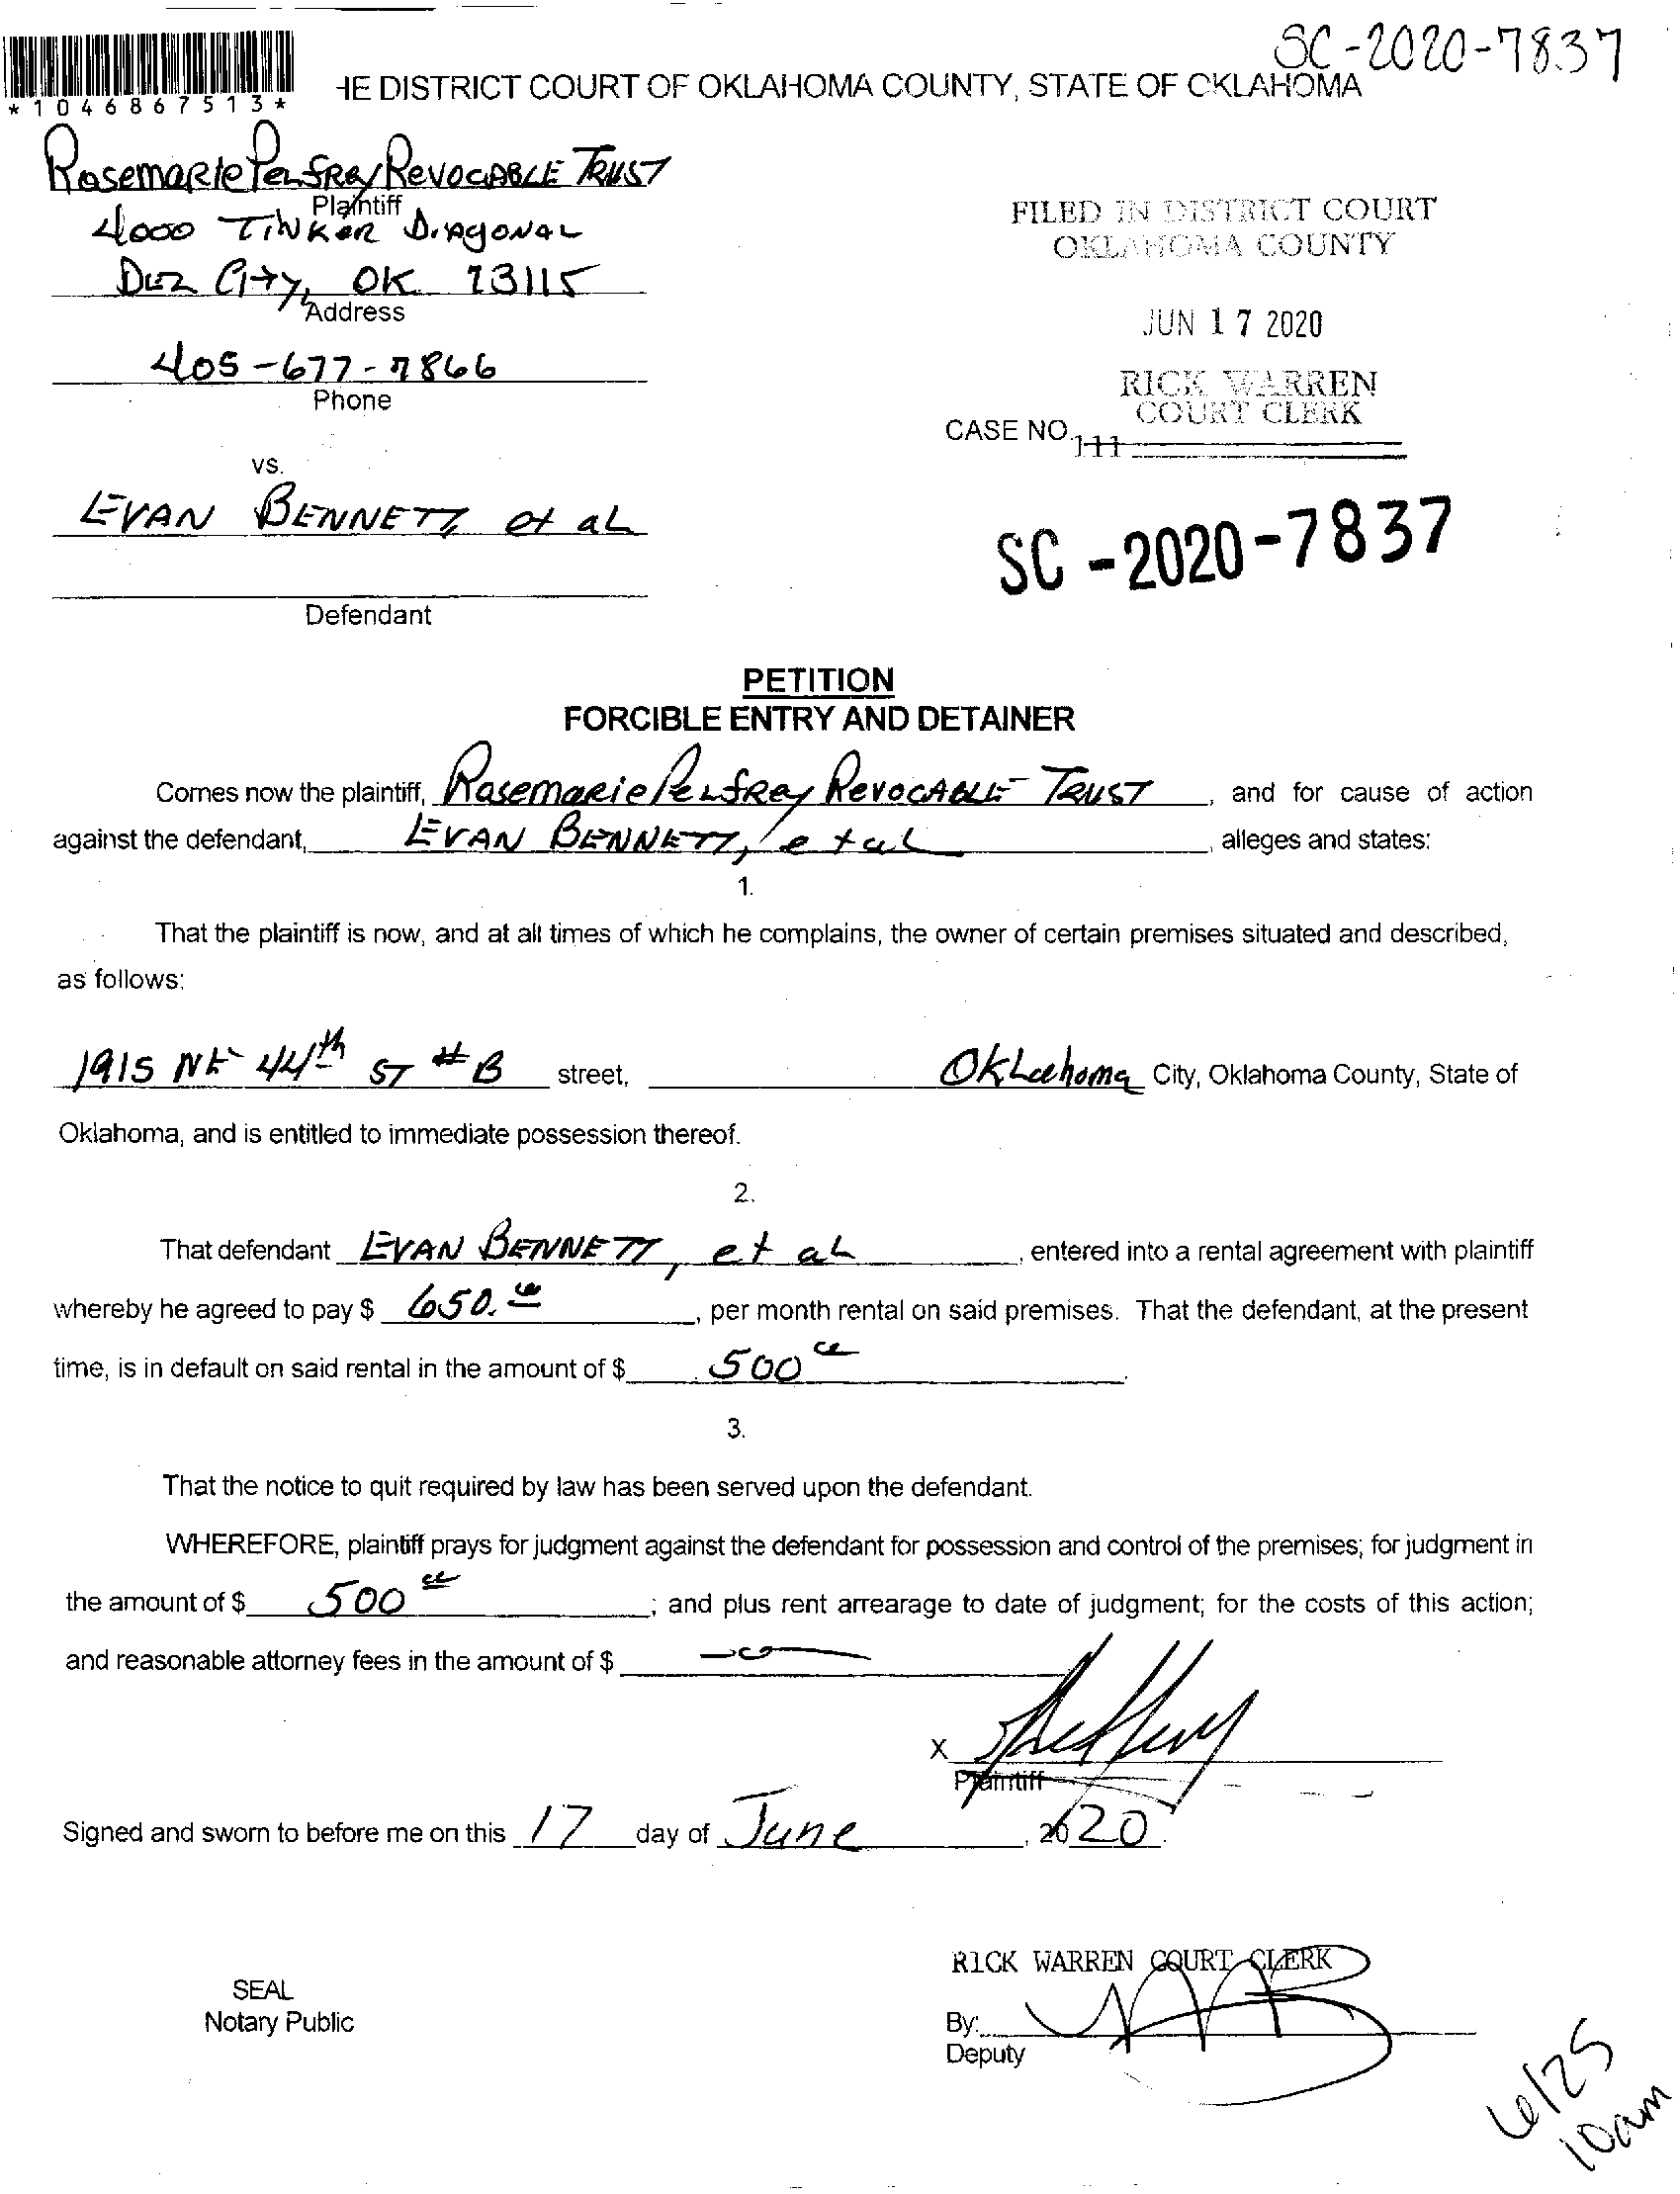 SC-2020-7837
*1046867513*
HE DISTRICT COURT OF OKLAHOMA COUNTY, STATE OF OKLAHOMA
Rosemarie Pelfrey Revocable Trust
Plaintiff
4000 Tinker Diagonal
Del City, OK 73115
Address
405-677-7866
Phone
FILED IN DISTRICT COURT
OKLAHOMA COUNTY
JUN 17 2020
RICK WARREN
COURT CLERK
CASE NO.
111
vs.
EVAN BENNETT, et al
Defendant
SC-2020-7837
PETITION
FORCIBLE ENTRY AND DETAINER
Comes now the plaintiff, Rosemarie Pelfrey Revocable Trust, and for cause of action
against the defendant, EVAN BENNETT, et al, alleges and states:
1.
That the plaintiff is now, and at all times of which he complains, the owner of certain premises situated and described,
as follows:
1915 NE 44th ST #B street, Oklahoma City, Oklahoma County, State of
Oklahoma, and is entitled to immediate possession thereof.
2.
That defendant EVAN BENNETT, et al, entered into a rental agreement with plaintiff
whereby he agreed to pay $ 650.00, per month rental on said premises. That the defendant, at the present
time, is in default on said rental in the amount of $ 500 00.
3.
That the notice to quit required by law has been served upon the defendant.
WHEREFORE, plaintiff prays for judgment against the defendant for possession and control of the premises; for judgment in
the amount of $ 500 00; and plus rent arrearage to date of judgment; for the costs of this action;
and reasonable attorney fees in the amount of $ -0-
X
Plaintiff
Signed and sworn to before me on this 17 day of June, 2020.
SEAL
Notary Public
RICK WARREN COURT CLERK
By:
Deputy
6/25
10am